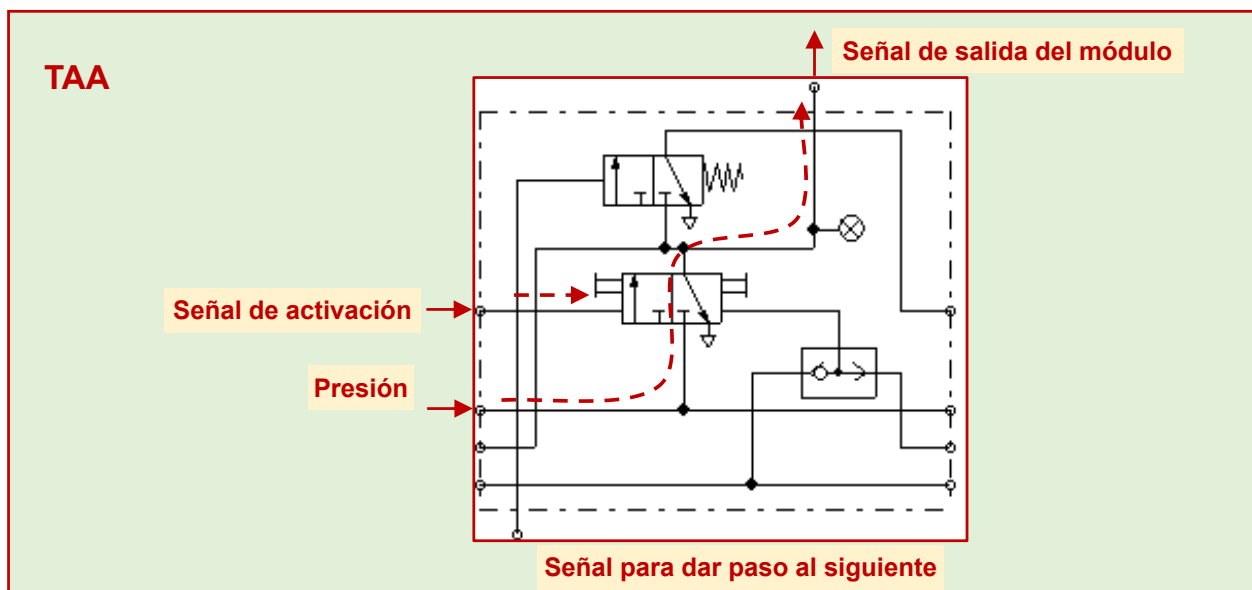 Señal de salida del módulo
TAA
Señal de activación
Presión
Señal para dar paso al siguiente